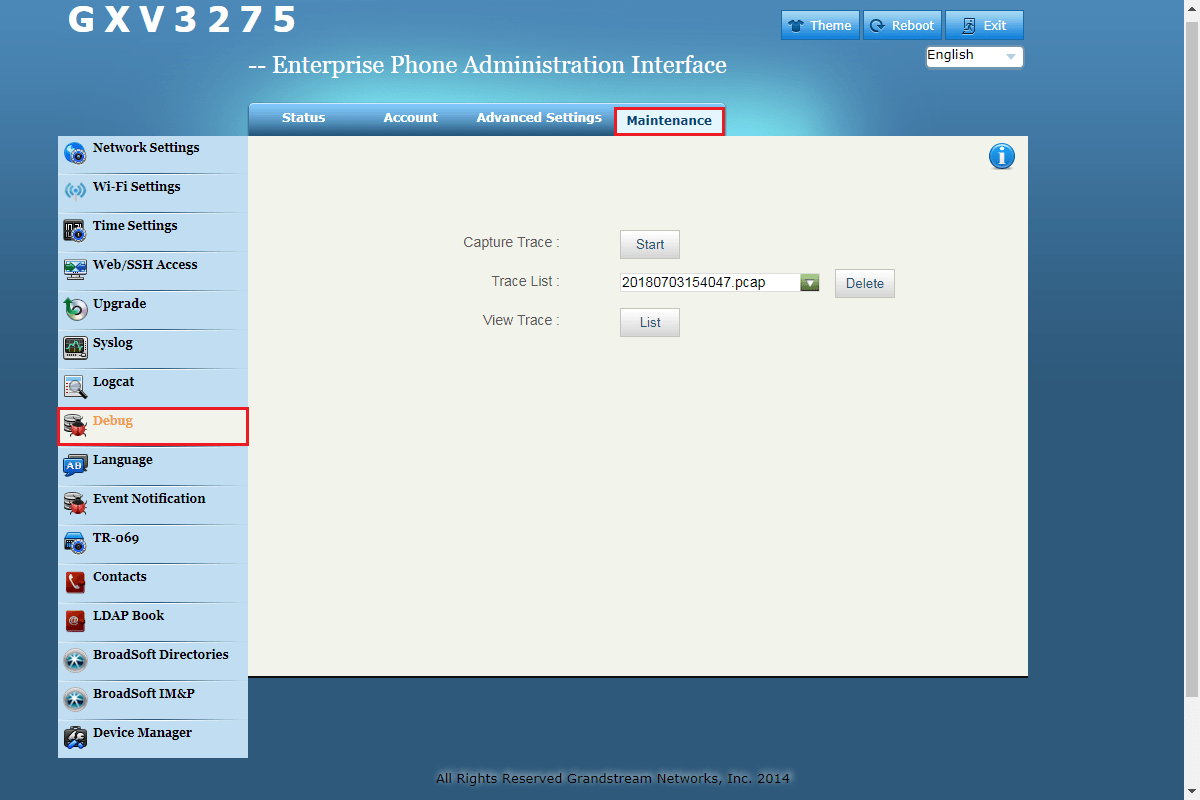 GXV3275
Theme
Reboot
Exit
-- Enterprise Phone Administration Interface
English
Status
Account
Advanced Settings
Maintenance
Network Settings
Wi-Fi Settings
Time Settings
Web/SSH Access
Upgrade
Syslog
Logcat
Debug
Language
Event Notification
TR-069
Contacts
LDAP Book
BroadSoft Directories
BroadSoft IM&P
Device Manager
Capture Trace :
Start
Trace List :
20180703154047.pcap
Delete
View Trace :
List
All Rights Reserved Grandstream Networks, Inc. 2014